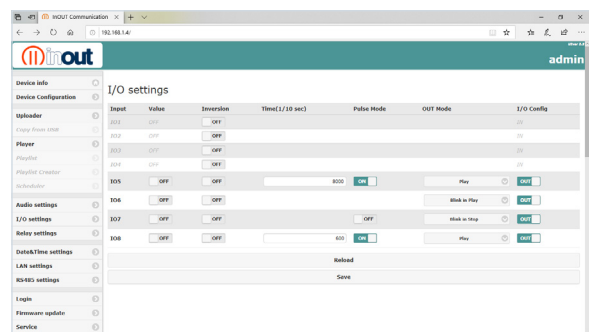 InOUT Communication
192.168.1.4/
inout
admin
Device info
Device Configuration
Uploader
Copy from USB
Player
Playlist
Playlist Creator
Scheduler
Audio settings
I/O settings
Relay settings
Date&Time settings
LAN settings
RS485 settings
Login
Firmware update
Service
I/O settings
Input Value Inversion Time(1/10 sec) Pulse Mode OUT Mode I/O Config
IO1 OFF OFF IN
IO2 OFF OFF IN
IO3 OFF OFF IN
IO4 OFF OFF IN
IO5 OFF OFF 8000 ON Play OUT
IO6 OFF OFF Blink in Play OUT
IO7 OFF OFF OFF Blink in Stop OUT
IO8 OFF OFF 600 ON Play OUT
Reload
Save